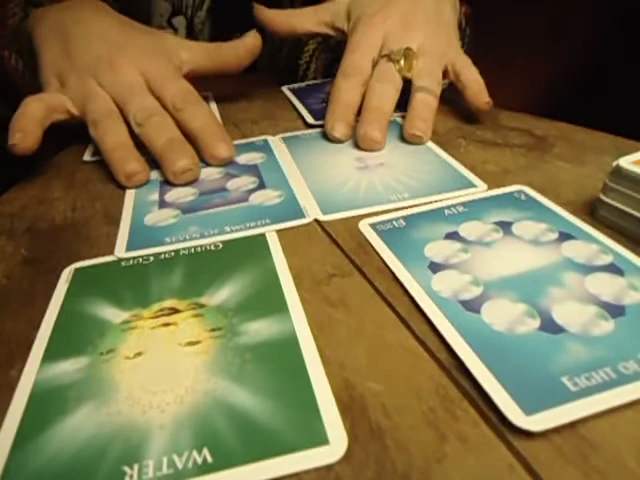 SEVEN OF SWORDS
AIR
QUEEN OF CUPS
WATER
AIR
EIGHT OF